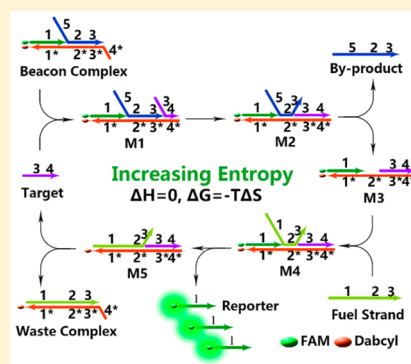 5
1 2 3
1* 2*3* 4*
Beacon Complex
5 3
1 2 3 4
1* 2* 3* 4*
M1
5 3
1 2 4
1* 2* 3* 4*
M2
5 2 3
By-product
1 3 4
1* 2* 3*4*
M3
3 4
Target
Increasing Entropy
ΔH=0, ΔG=-TΔS
1 2 3 4
1* 2* 3*4*
M5
1
1 2 3 3 4
1* 2* 3*4*
M4
1 2 3
Fuel Strand
1 2 3
1* 2*3* 4*
Waste Complex
1
1
1
Reporter
FAM Dabcyl